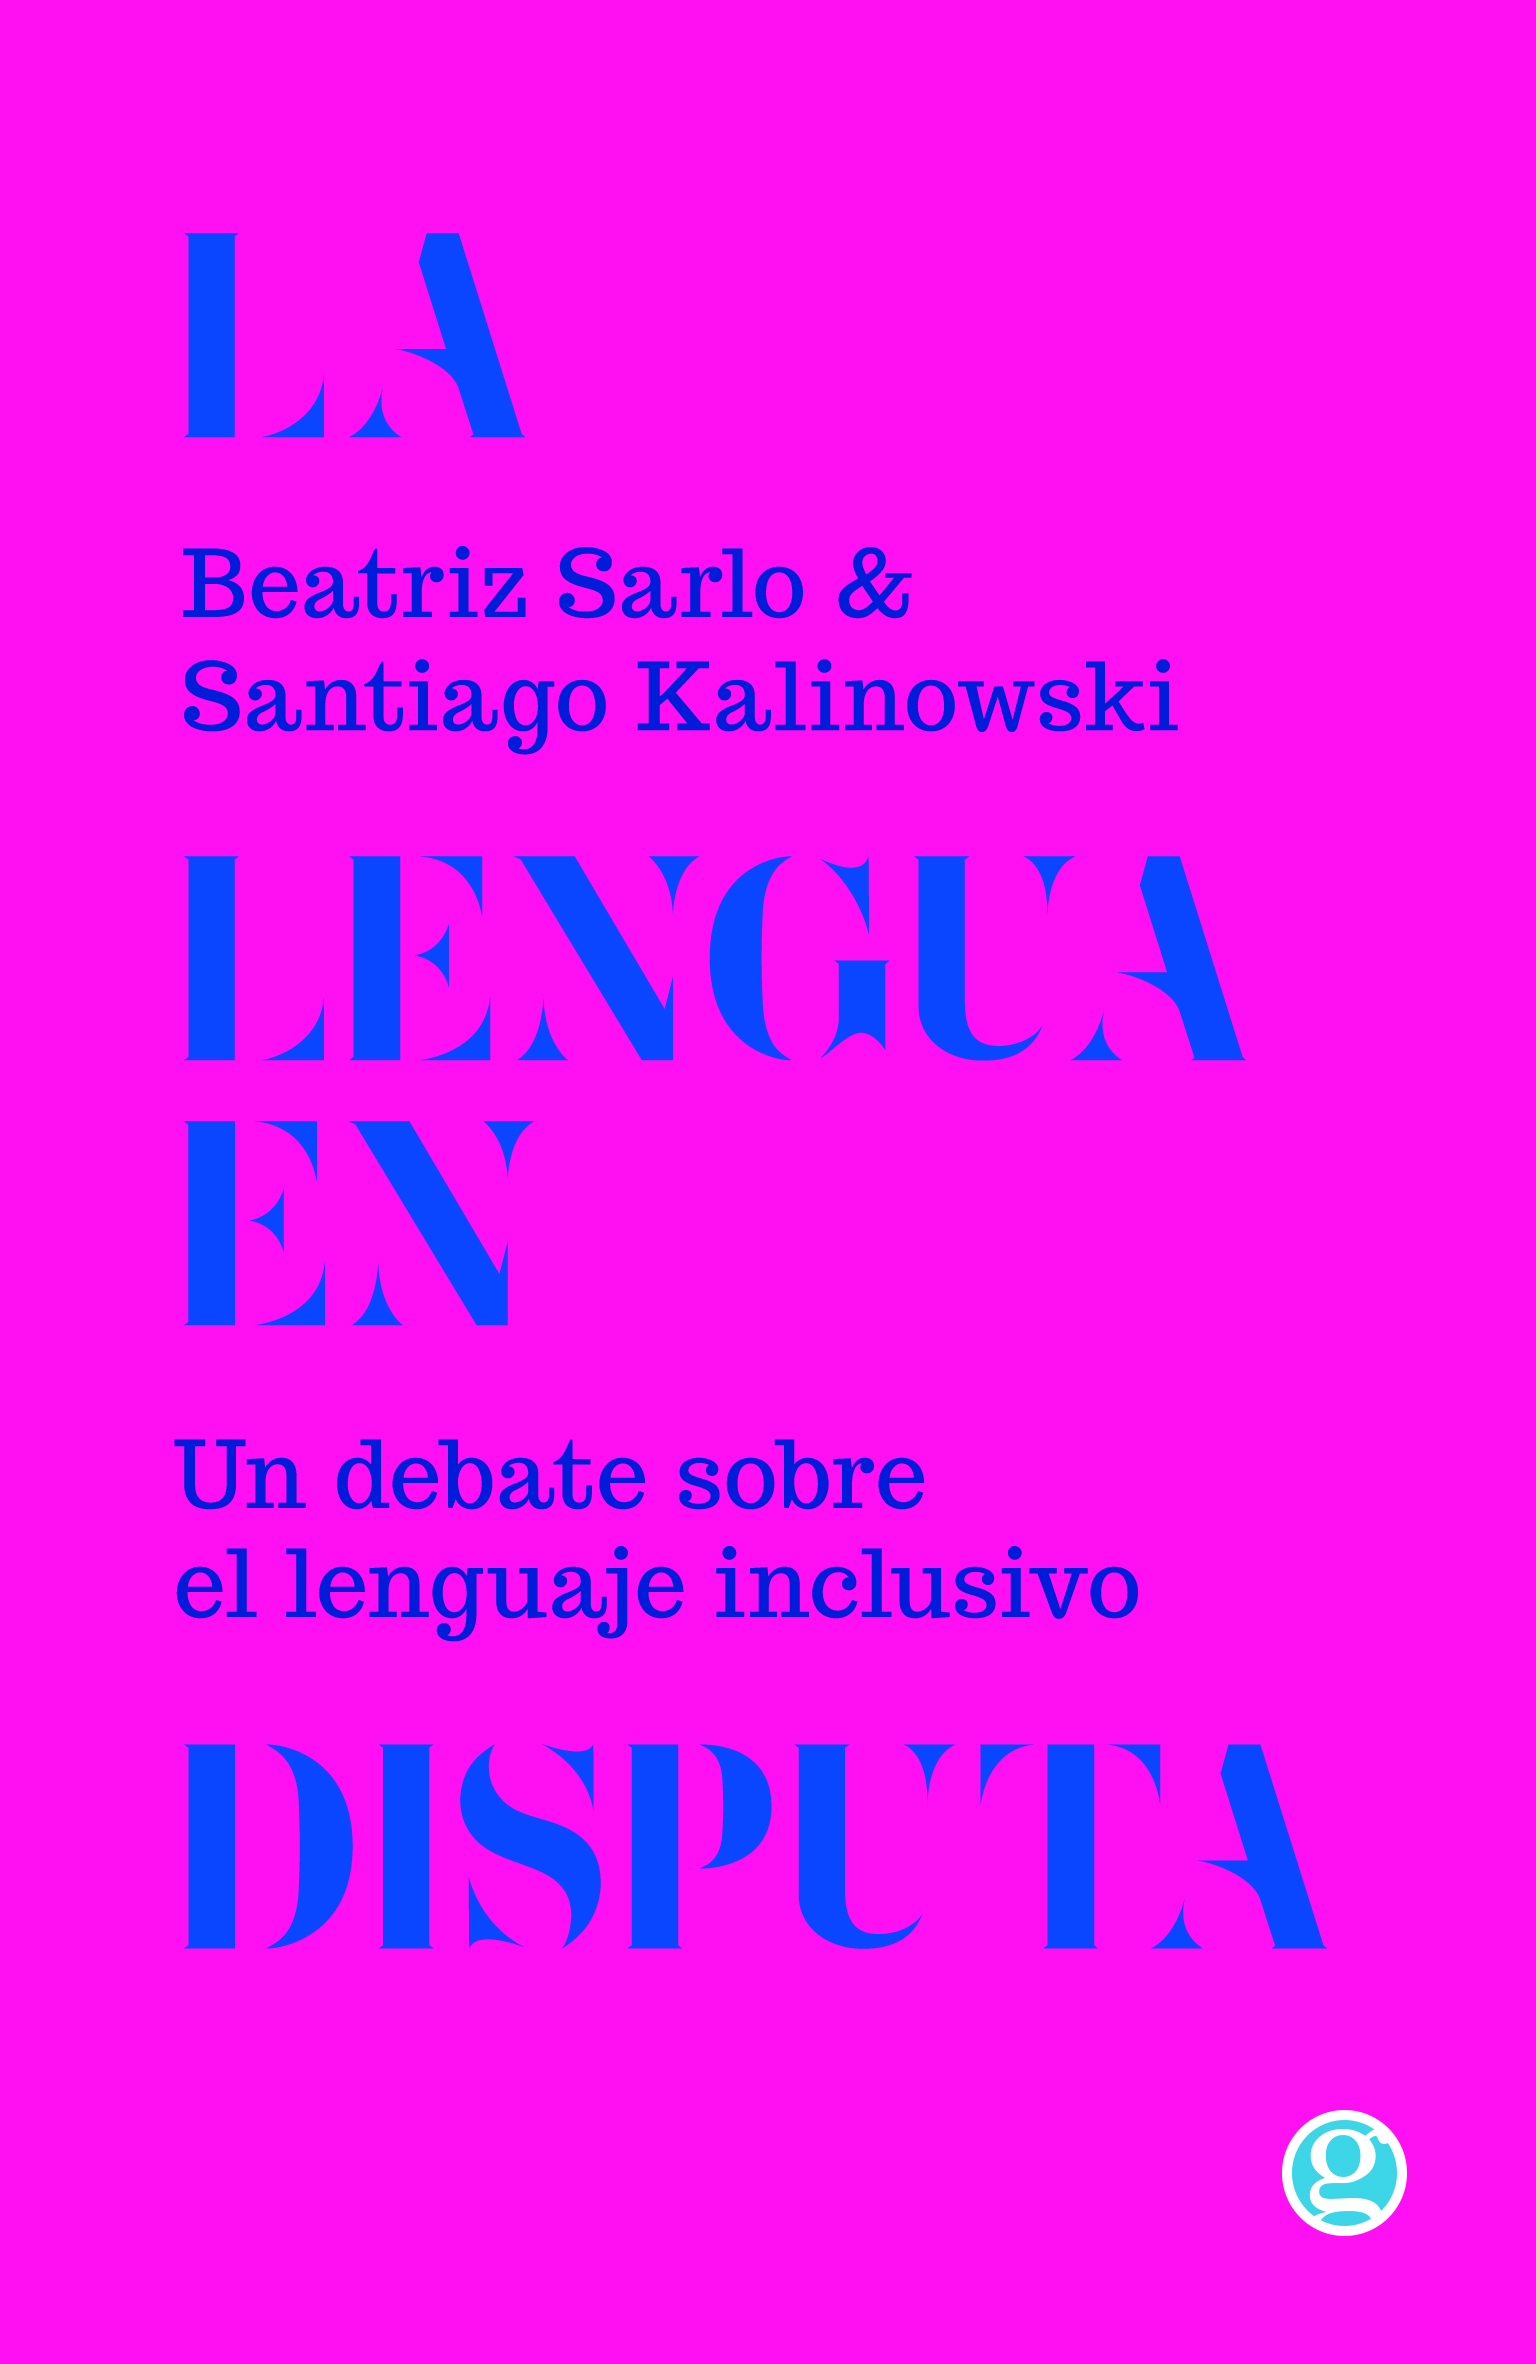 LA
Beatriz Sarlo &
Santiago Kalinowski
LENGUA
EN
Un debate sobre
el lenguaje inclusivo
DISPUTA
g